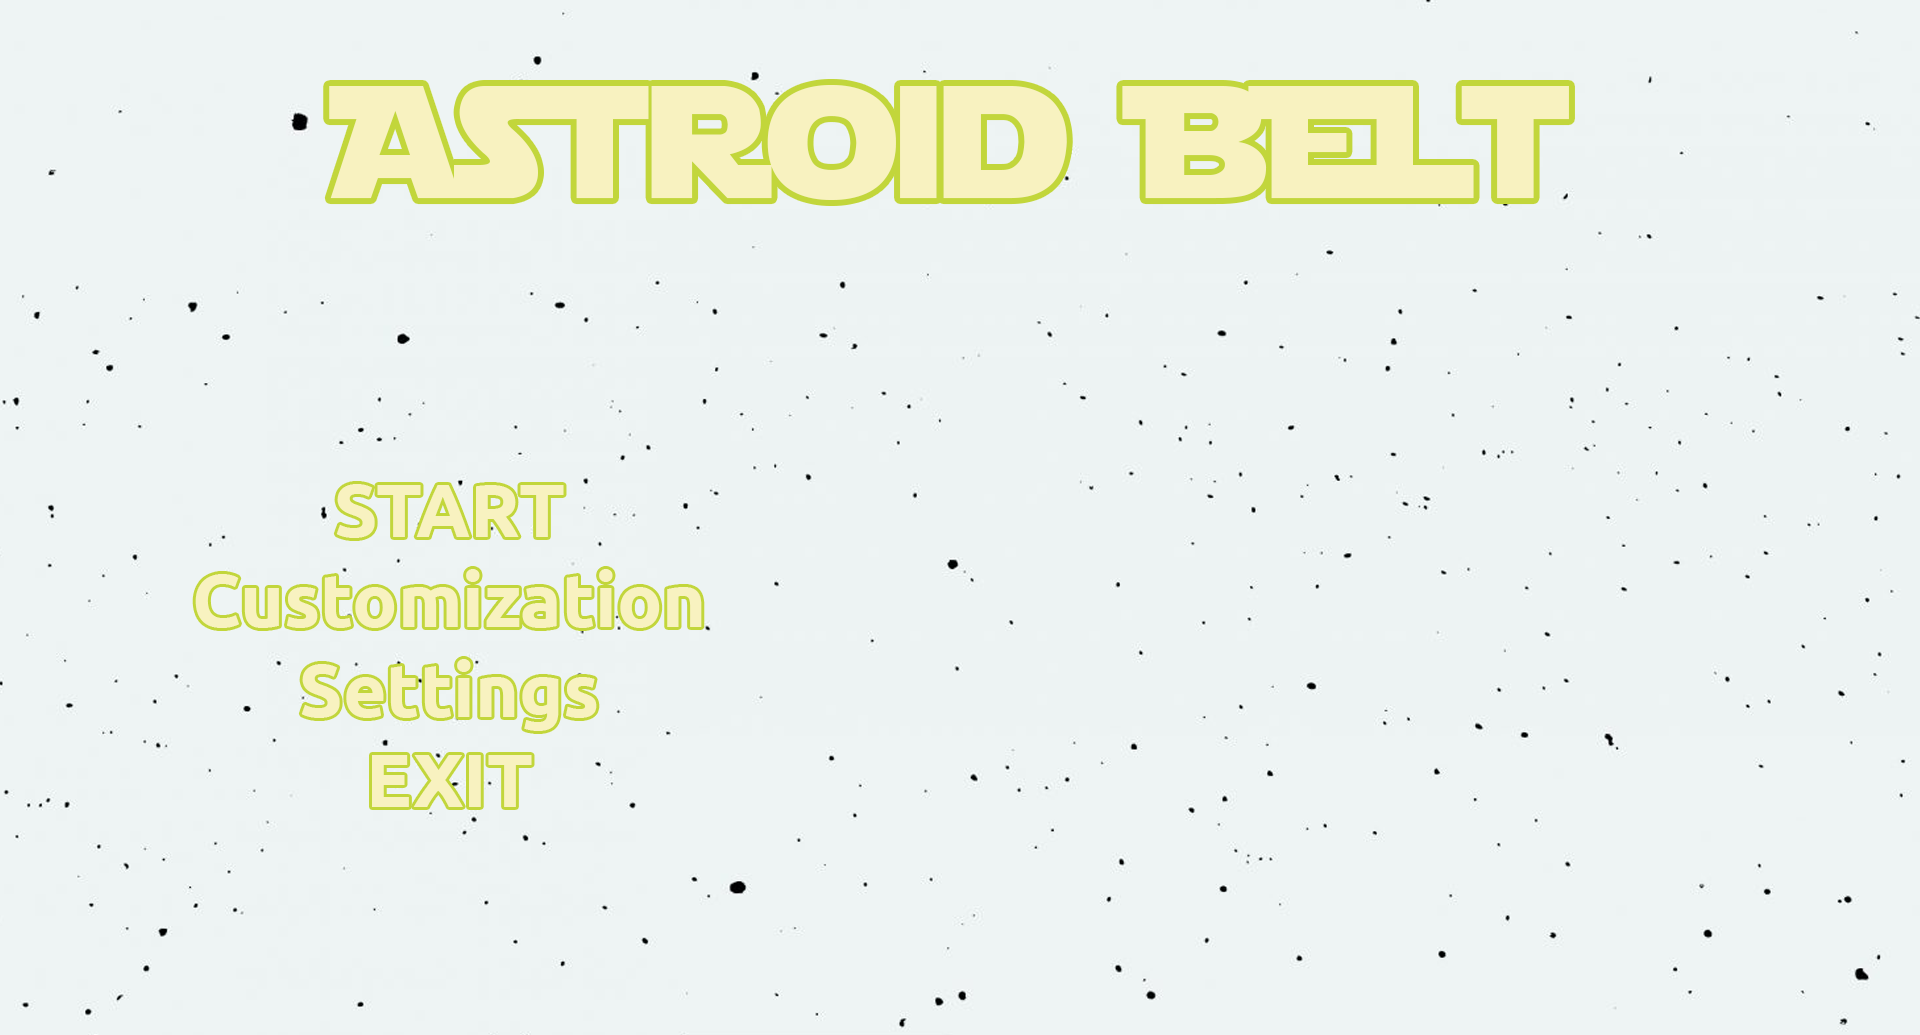 ASTROID BELT
START
Customization
Settings
EXIT